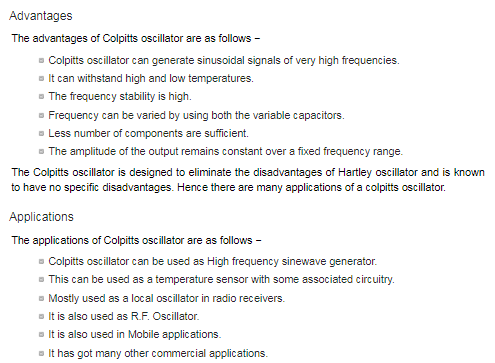 Advantages
The advantages of Colpitts oscillator are as follows –
Colpitts oscillator can generate sinusoidal signals of very high frequencies.
It can withstand high and low temperatures.
The frequency stability is high.
Frequency can be varied by using both the variable capacitors.
Less number of components are sufficient.
The amplitude of the output remains constant over a fixed frequency range.
The Colpitts oscillator is designed to eliminate the disadvantages of Hartley oscillator and is known
to have no specific disadvantages. Hence there are many applications of a colpitts oscillator.
Applications
The applications of Colpitts oscillator are as follows –
Colpitts oscillator can be used as High frequency sinewave generator.
This can be used as a temperature sensor with some associated circuitry.
Mostly used as a local oscillator in radio receivers.
It is also used as R.F. Oscillator.
It is also used in Mobile applications.
It has got many other commercial applications.